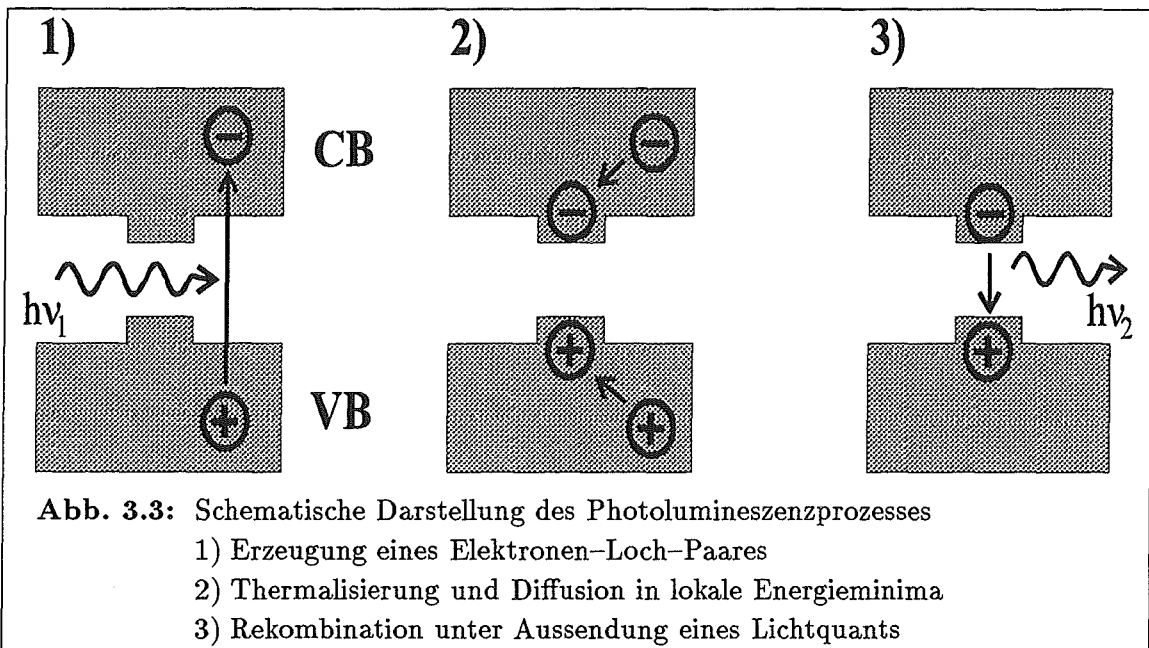 1)
2)
3)
CB
hν₁
hν₂
VB
Abb. 3.3: Schematische Darstellung des Photolumineszenzprozesses
1) Erzeugung eines Elektronen–Loch–Paares
2) Thermalisierung und Diffusion in lokale Energieminima
3) Rekombination unter Aussendung eines Lichtquants